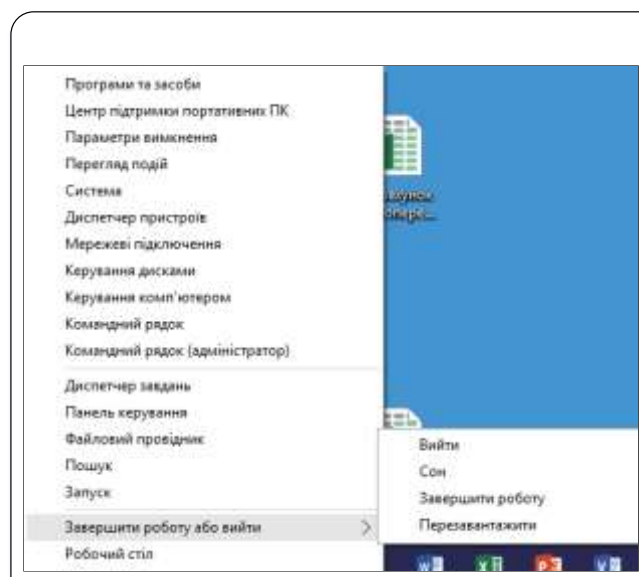 Програми та засоби
Центр підтримки портативних ПК
Параметри вимкнення
Перегляд подій
Система
Диспетчер пристроїв
Мережеві підключення
Керування дисками
Керування комп'ютером
Командний рядок
Командний рядок (адміністратор)
Диспетчер завдань
Панель керування
Файловий провідник
Пошук
Запуск
Завершити роботу або вийти
Робочий стіл
Вийти
Сон
Завершити роботу
Перезавантажити